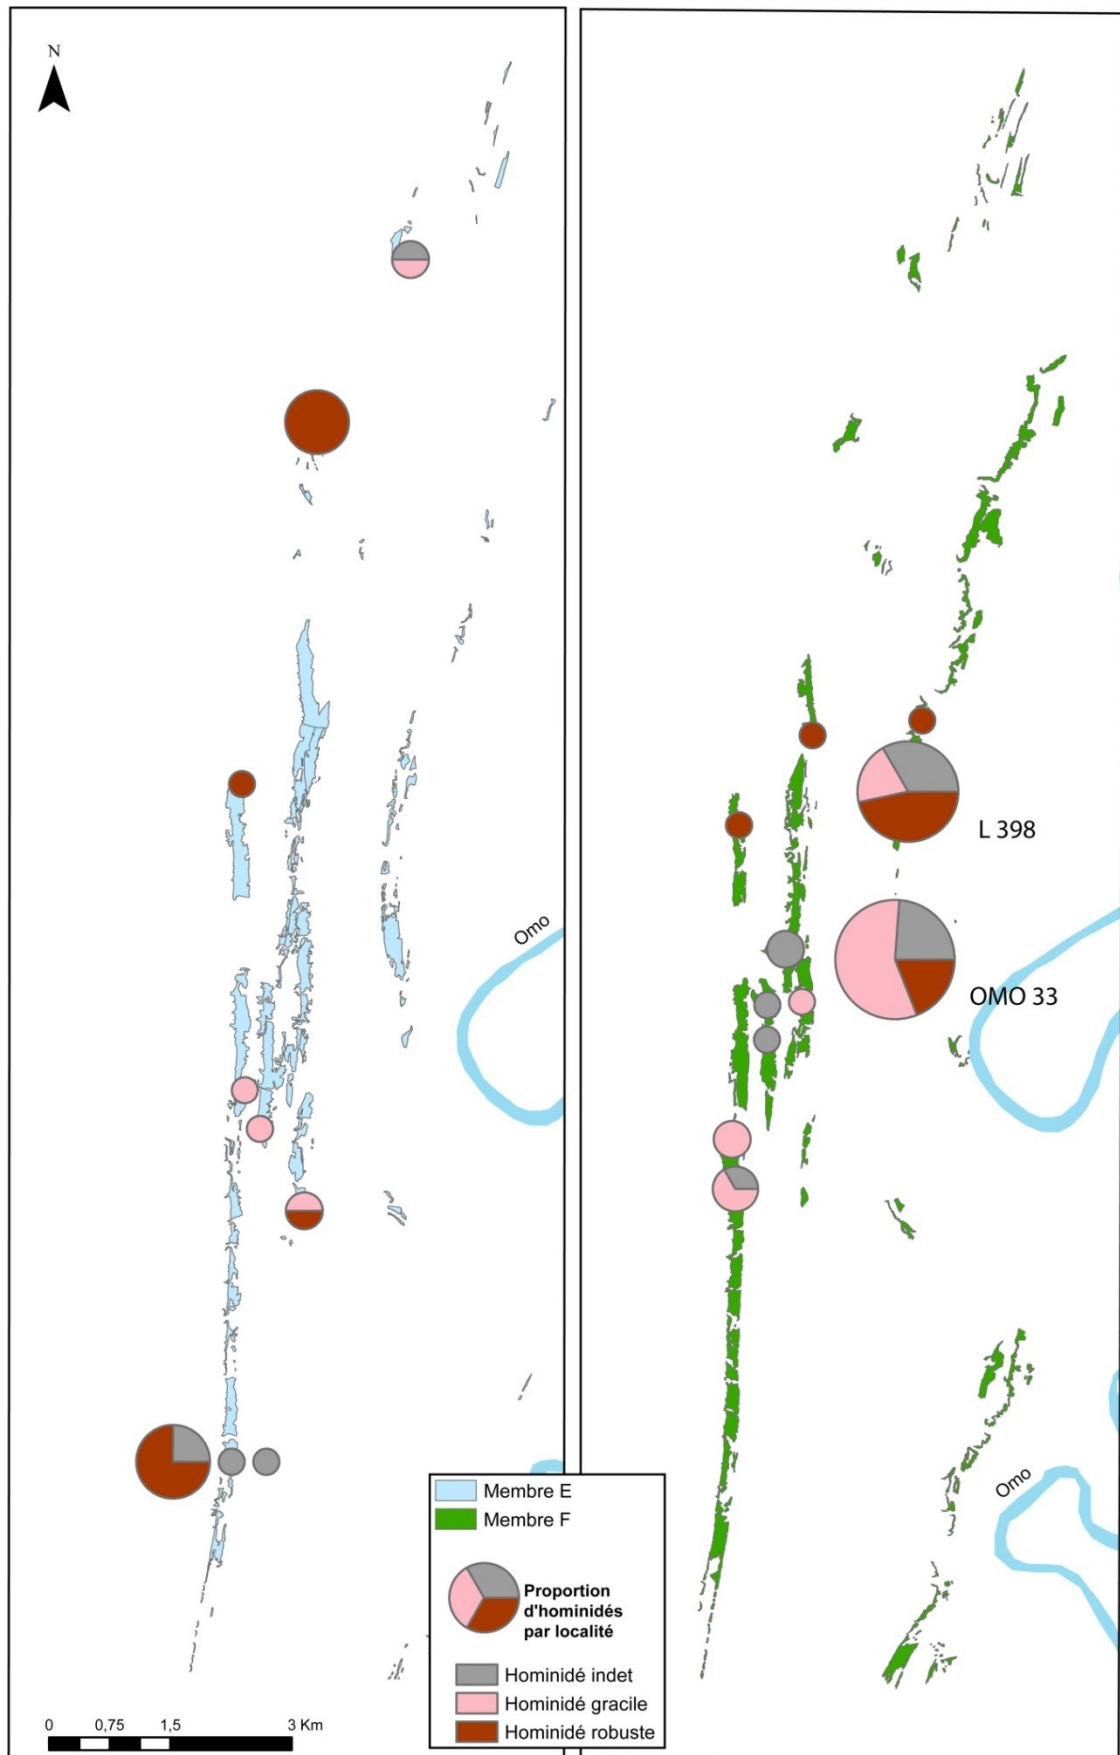 N
Omo
L 398
OMO 33
Omo
Membre E
Membre F
Proportion
d'hominidés
par localité
Hominidé indet
Hominidé gracile
Hominidé robuste
0 0,75 1,5 3 Km